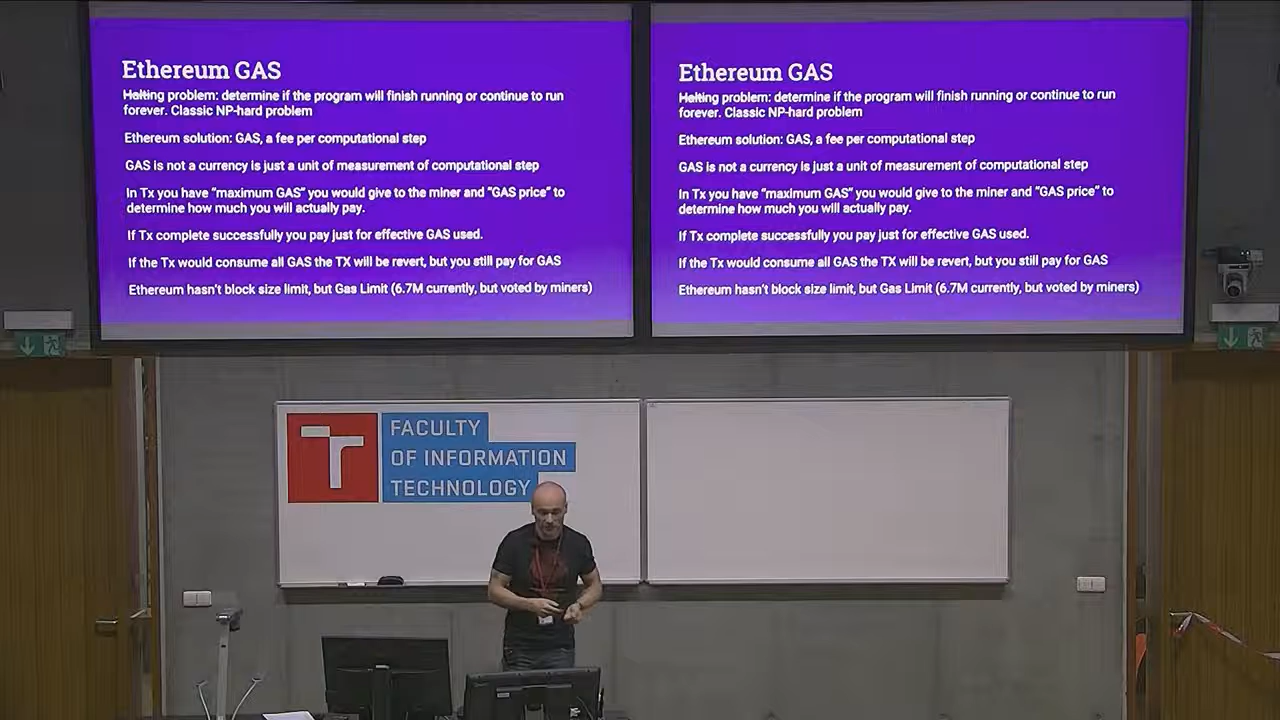 Ethereum GAS
Halting problem: determine if the program will finish running or continue to run
forever. Classic NP-hard problem
Ethereum solution: GAS, a fee per computational step
GAS is not a currency is just a unit of measurement of computational step
In Tx you have “maximum GAS” you would give to the miner and “GAS price” to
determine how much you will actually pay.
If Tx complete successfully you pay just for effective GAS used.
If the Tx would consume all GAS the TX will be revert, but you still pay for GAS
Ethereum hasn't block size limit, but Gas Limit (6.7M currently, but voted by miners)
Ethereum GAS
Halting problem: determine if the program will finish running or continue to run
forever. Classic NP-hard problem
Ethereum solution: GAS, a fee per computational step
GAS is not a currency is just a unit of measurement of computational step
In Tx you have “maximum GAS” you would give to the miner and “GAS price” to
determine how much you will actually pay.
If Tx complete successfully you pay just for effective GAS used.
If the Tx would consume all GAS the TX will be revert, but you still pay for GAS
Ethereum hasn't block size limit, but Gas Limit (6.7M currently, but voted by miners)
T
FACULTY
OF INFORMATION
TECHNOLOGY